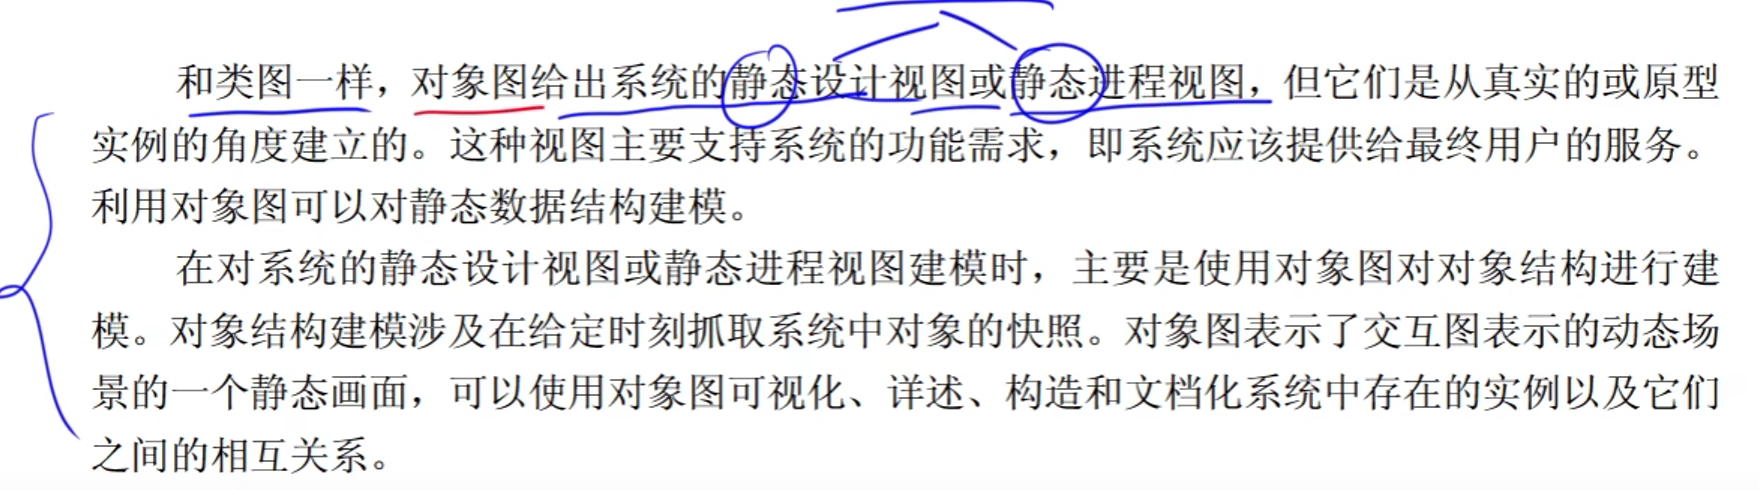 和类图一样，对象图给出系统的静态设计视图或静态进程视图，但它们是从真实的或原型
实例的角度建立的。这种视图主要支持系统的功能需求，即系统应该提供给最终用户的服务。
利用对象图可以对静态数据结构建模。
在对系统的静态设计视图或静态进程视图建模时，主要是使用对象图对对象结构进行建
模。对象结构建模涉及在给定时刻抓取系统中对象的快照。对象图表示了交互图表示的动态场
景的一个静态画面，可以使用对象图可视化、详述、构造和文档化系统中存在的实例以及它们
之间的相互关系。